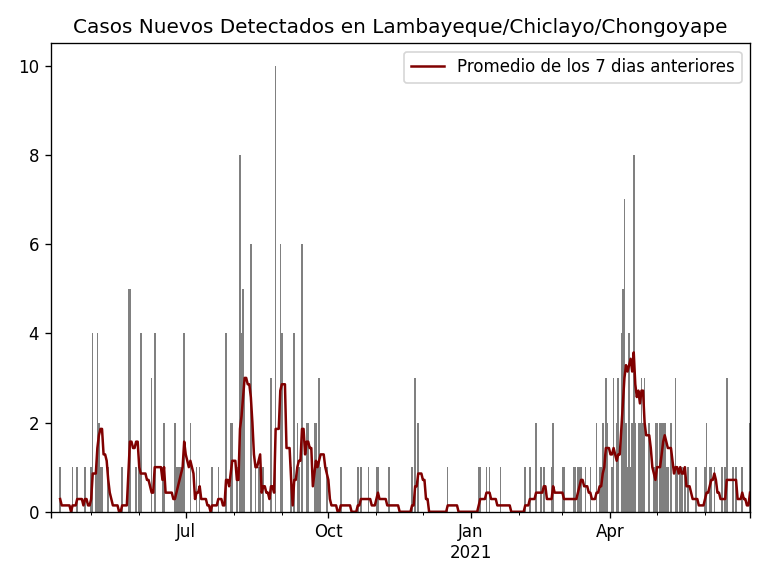 Casos Nuevos Detectados en Lambayeque/Chiclayo/Chongoyape
Promedio de los 7 dias anteriores
10
8
6
4
2
0
Jul
Oct
Jan
2021
Apr